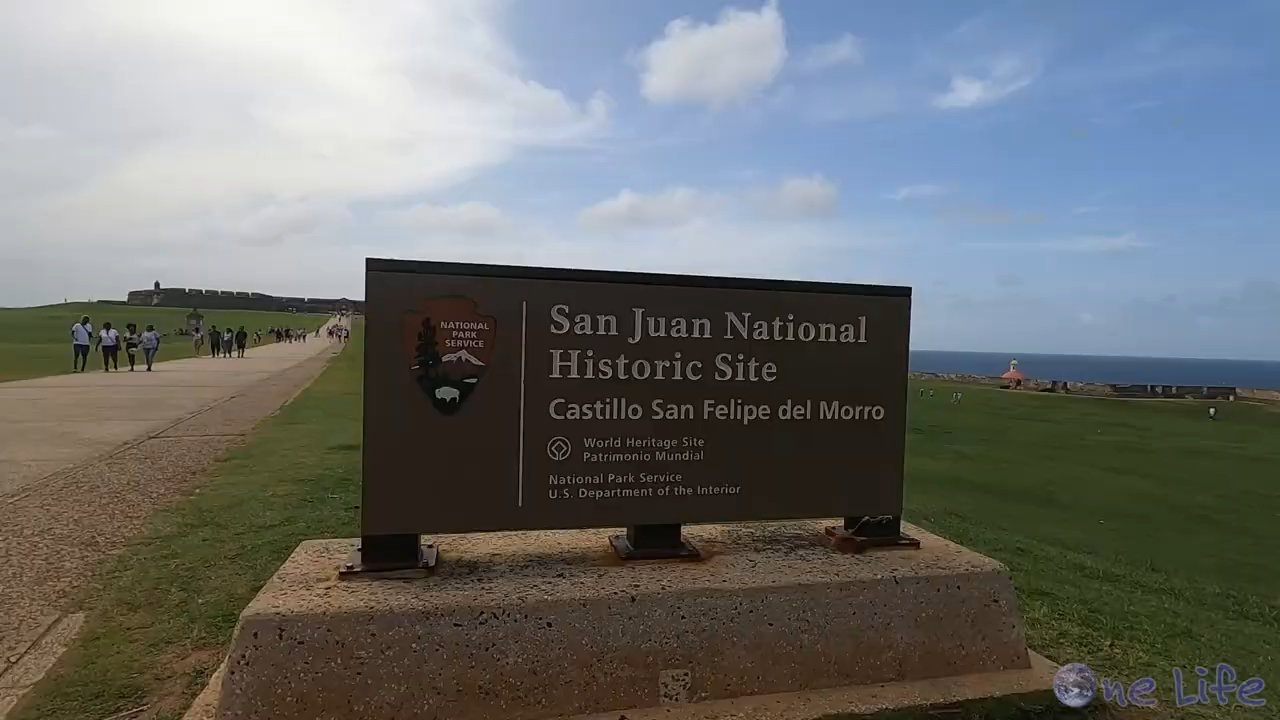 NATIONAL
PARK
SERVICE
San Juan National
Historic Site
Castillo San Felipe del Morro
World Heritage Site
Patrimonio Mundial
National Park Service
U.S. Department of the Interior
One Life